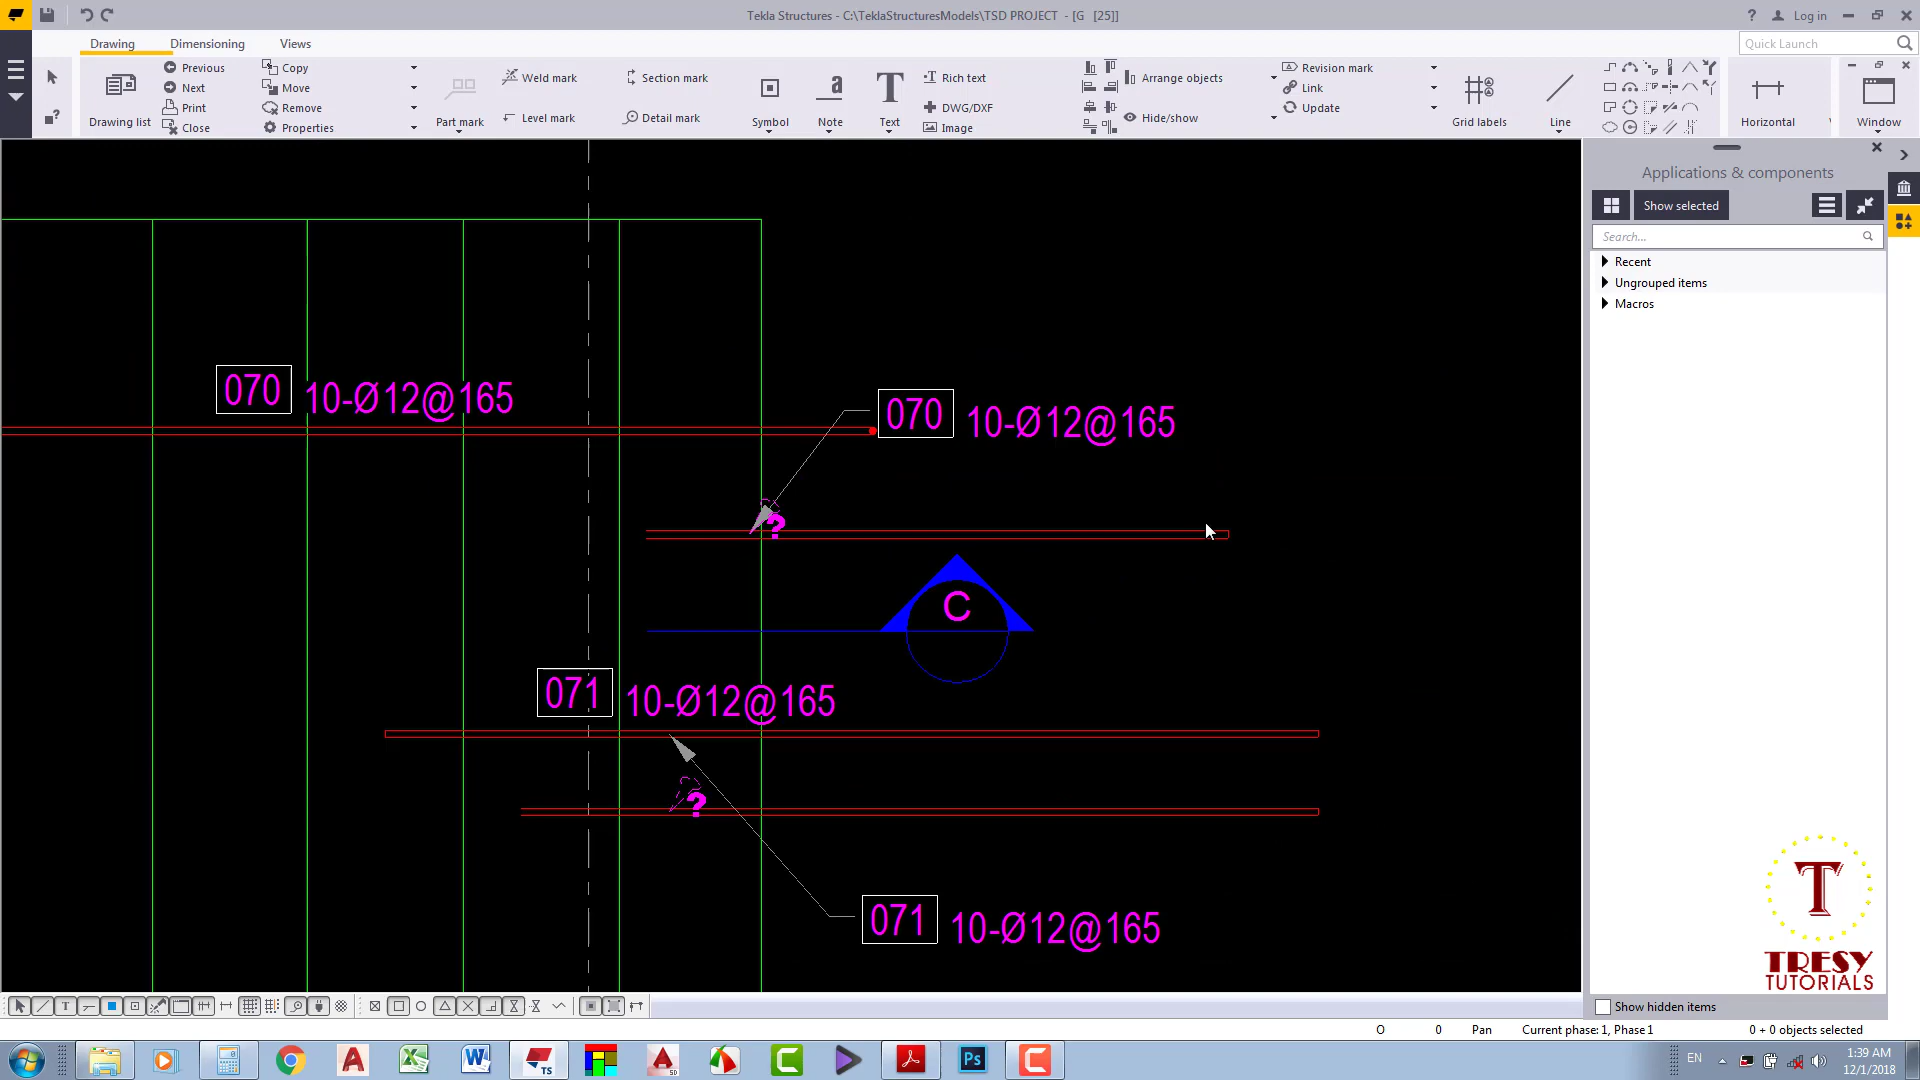 Tekla Structures - C:\TeklaStructuresModels\TSD PROJECT - [G [25]]
? Log in
Drawing Views Dimensioning
Quick Launch
Previous
Next
Print
Close
Drawing list
Copy
Move
Remove
Properties
Part mark
Weld mark
Level mark
Section mark
Detail mark
Symbol
a
Note
T
Text
Rich text
DWG/DXF
Image
Arrange objects
Hide/show
Revision mark
Link
Update
Grid labels
Line
Horizontal
Window
Applications & components
Show selected
Search...
Recent
Ungrouped items
Macros
070 10-Ø12@165
070 10-Ø12@165
?
C
071 10-Ø12@165
?
071 10-Ø12@165
T
TRESY
TUTORIALS
Show hidden items
O 0 Pan Current phase: 1, Phase 1 0 + 0 objects selected
TS
Ps
EN
1:39 AM
12/1/2018